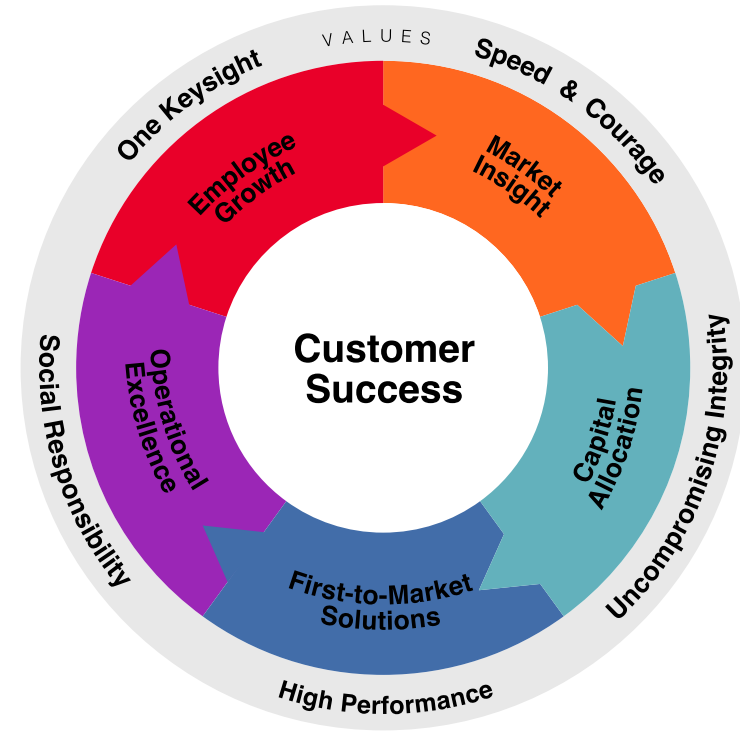 VALUES
One Keysight
Speed & Courage
Uncompromising Integrity
High Performance
Social Responsibility
Employee
Growth
Market
Insight
Capital
Allocation
First-to-Market
Solutions
Operational
Excellence
Customer
Success